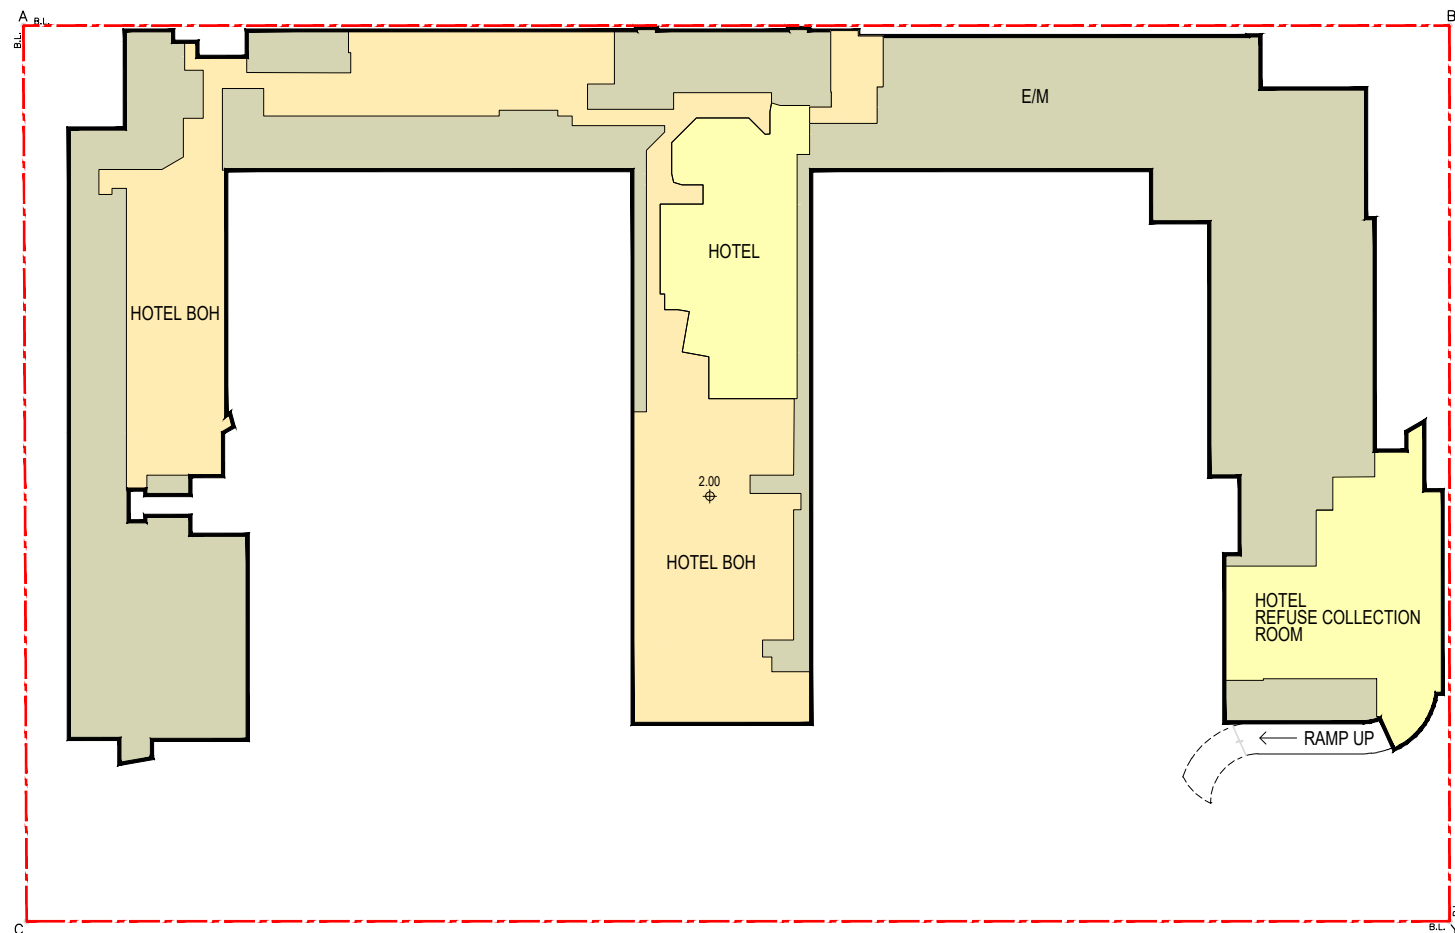 A B.L. B
B.L.
E/M
HOTEL
HOTEL BOH
2.00
HOTEL BOH
HOTEL
REFUSE COLLECTION
ROOM
RAMP UP
C B.L.